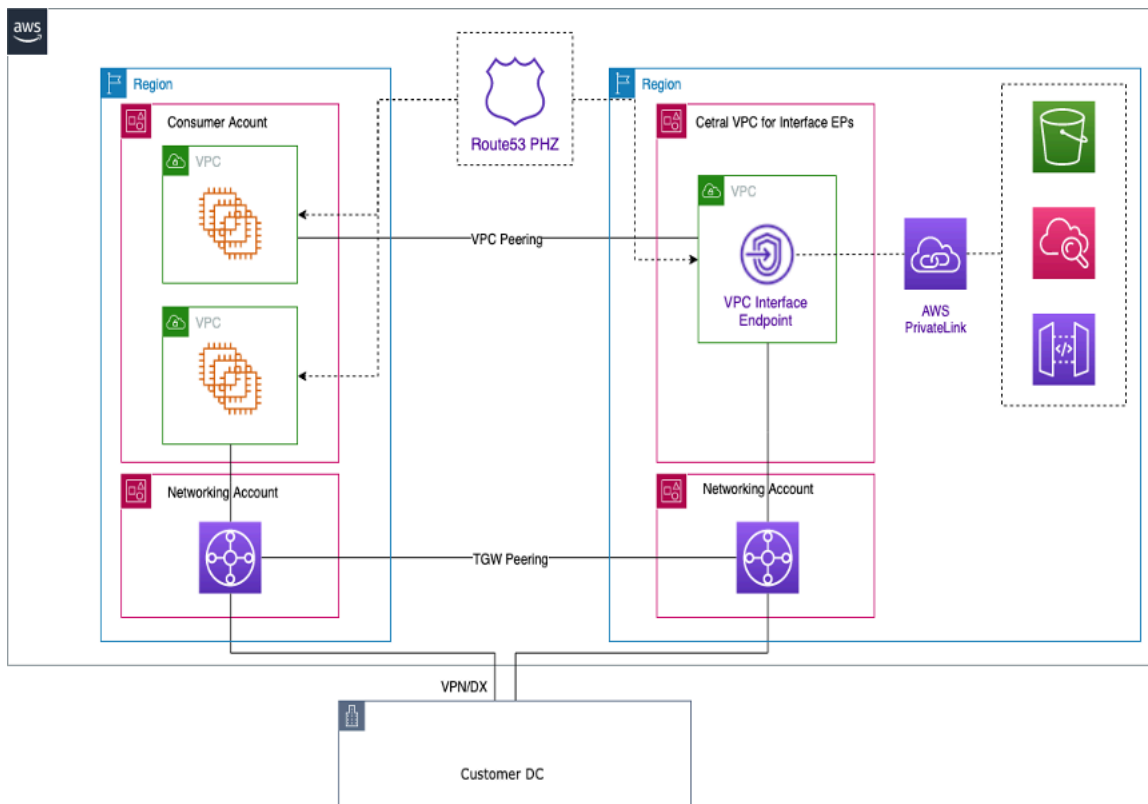 aws
Region
Region
Consumer Acount
Cetral VPC for Interface EPs
Route53 PHZ
VPC
VPC
VPC Peering
VPC Interface
Endpoint
AWS
PrivateLink
VPC
Networking Account
Networking Account
TGW Peering
VPN/DX
Customer DC